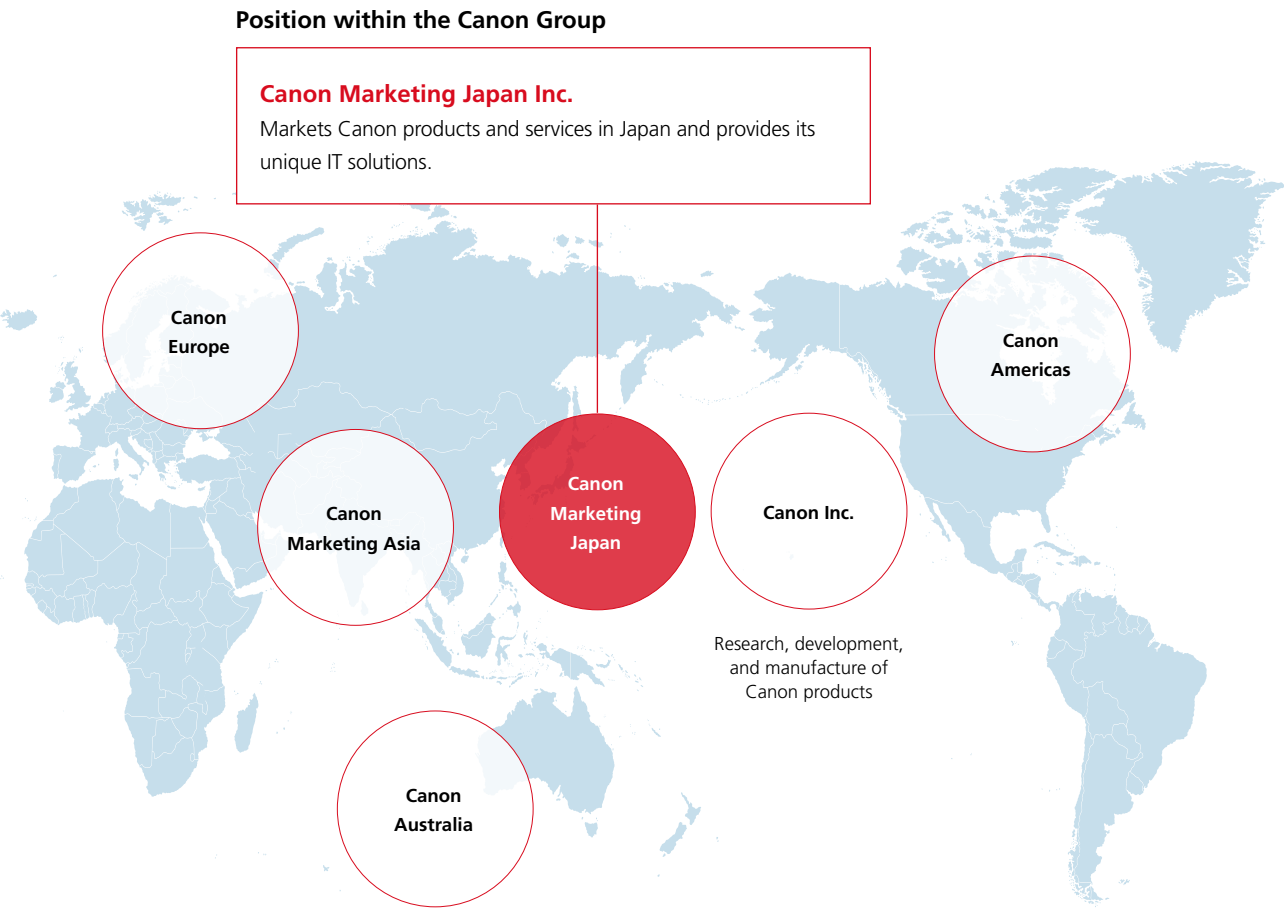 Position within the Canon Group
Canon Marketing Japan Inc.
Markets Canon products and services in Japan and provides its
unique IT solutions.
Canon
Europe
Canon
Americas
Canon
Marketing Asia
Canon
Marketing
Japan
Canon Inc.
Research, development,
and manufacture of
Canon products
Canon
Australia